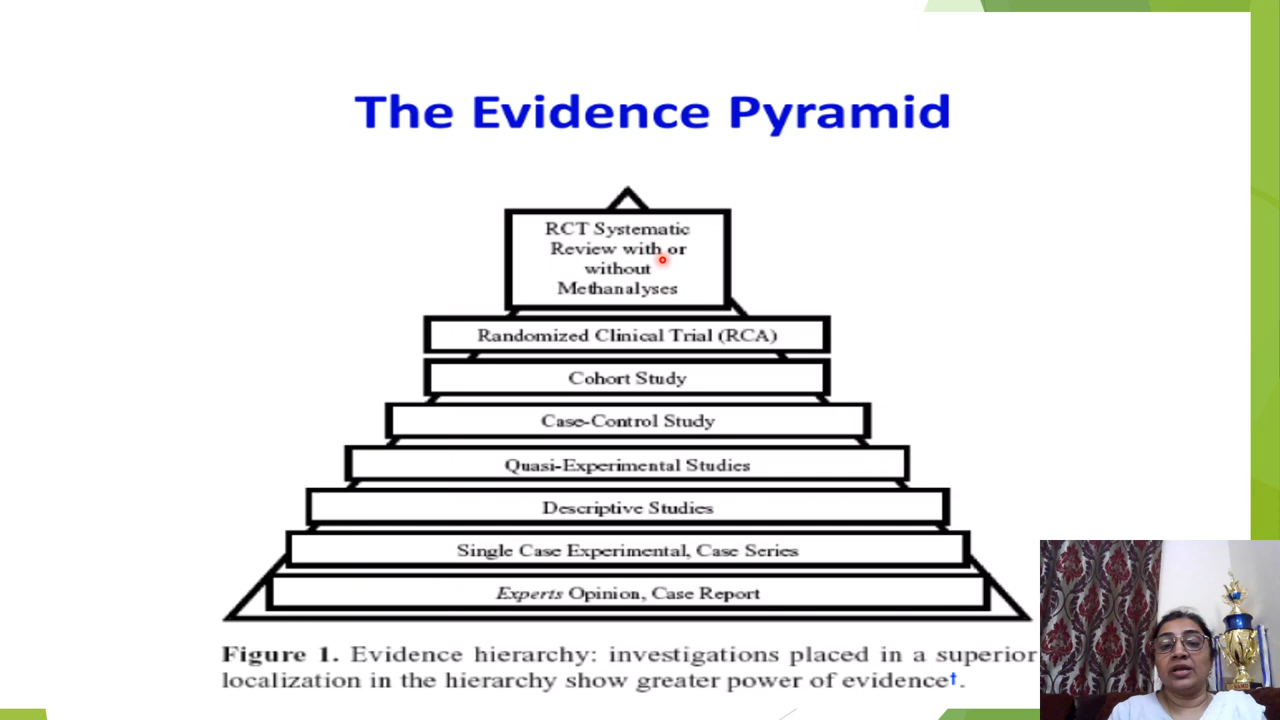 The Evidence Pyramid
RCT Systematic
Review with or
without
Methanalyses
Randomized Clinical Trial (RCA)
Cohort Study
Case-Control Study
Quasi-Experimental Studies
Descriptive Studies
Single Case Experimental, Case Series
Experts Opinion, Case Report
Figure 1. Evidence hierarchy: investigations placed in a superior
localization in the hierarchy show greater power of evidence†.